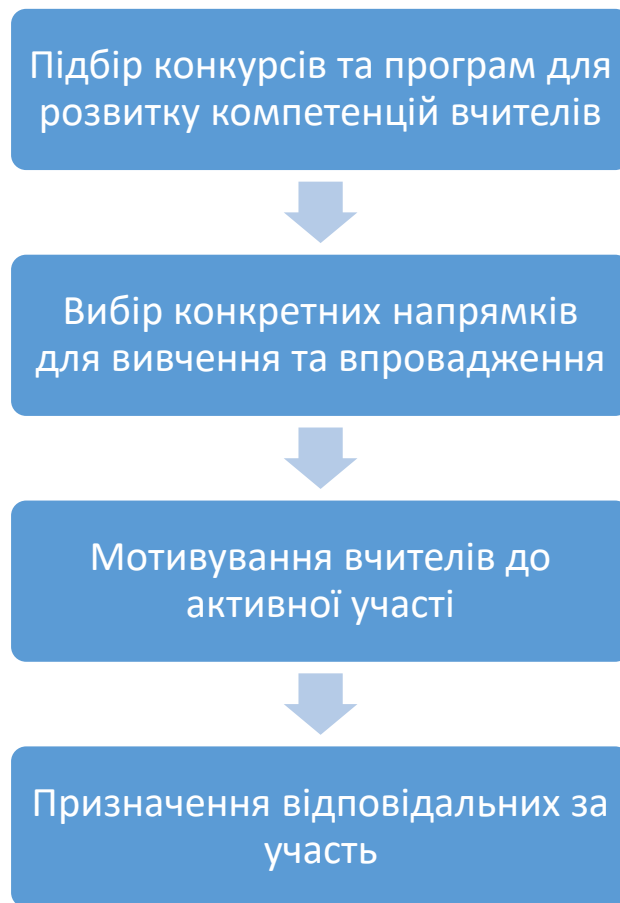 Підбір конкурсів та програм для
розвитку компетенцій вчителів
Вибір конкретних напрямків
для вивчення та впровадження
Мотивування вчителів до
активної участі
Призначення відповідальних за
участь